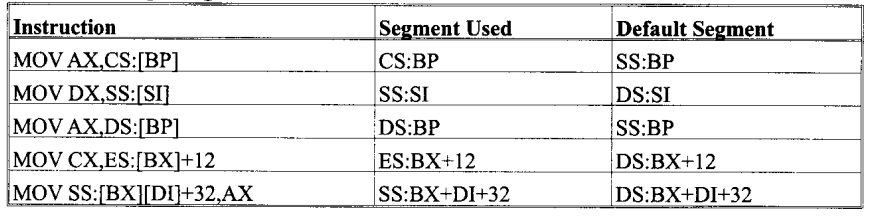 Instruction Segment Used Default Segment
MOV AX,CS:[BP] CS:BP SS:BP
MOV DX,SS:[SI] SS:SI DS:SI
MOV AX,DS:[BP] DS:BP SS:BP
MOV CX,ES:[BX]+12 ES:BX+12 DS:BX+12
MOV SS:[BX][DI]+32,AX SS:BX+DI+32 DS:BX+DI+32